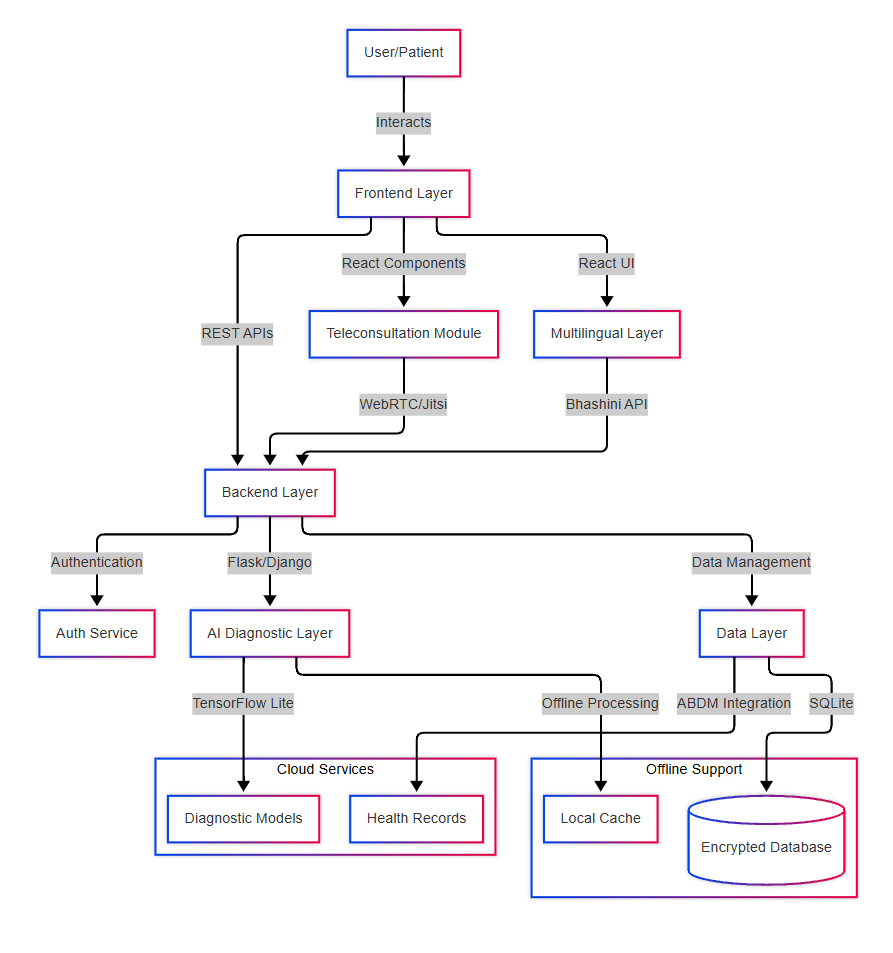 User/Patient
Interacts
Frontend Layer
React Components
React UI
REST APIs
Teleconsultation Module
Multilingual Layer
WebRTC/Jitsi
Bhashini API
Backend Layer
Authentication
Flask/Django
Data Management
Auth Service
AI Diagnostic Layer
Data Layer
TensorFlow Lite
Offline Processing
ABDM Integration
SQLite
Cloud Services
Offline Support
Diagnostic Models
Health Records
Local Cache
Encrypted Database